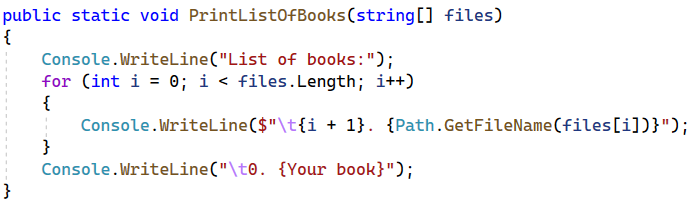 public static void PrintListOfBooks(string[] files)
{
    Console.WriteLine("List of books:");
    for (int i = 0; i < files.Length; i++)
    {
        Console.WriteLine($"\t{i + 1}. {Path.GetFileName(files[i])}");
    }
    Console.WriteLine("\t0. {Your book}");
}